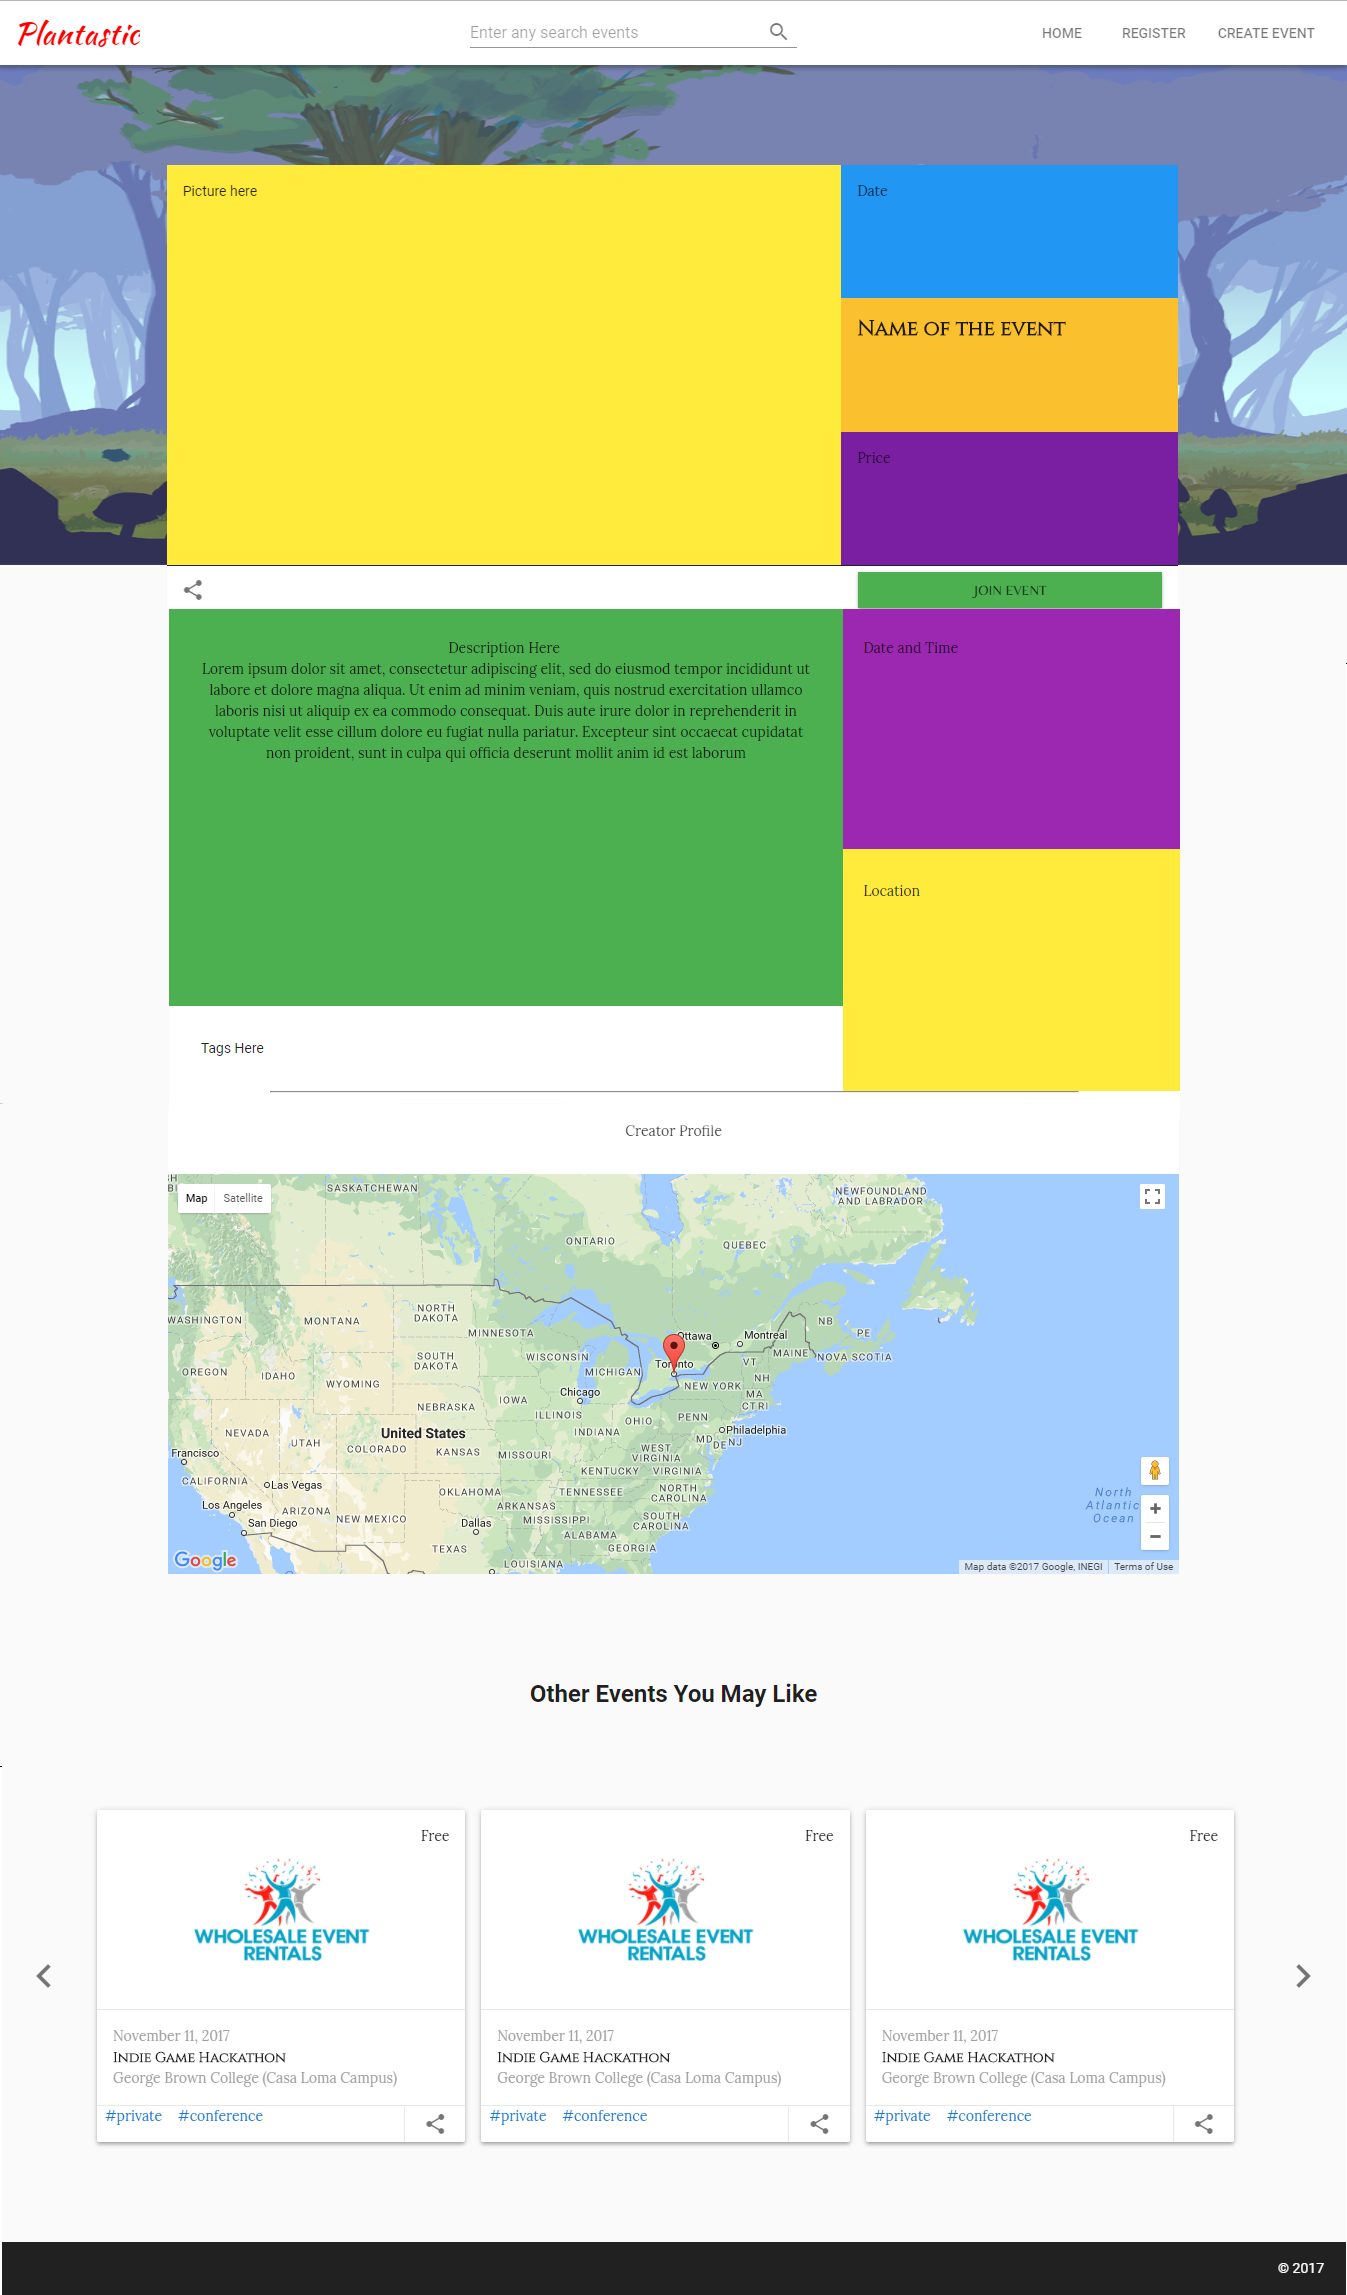 Plantastic
Enter any search events
HOME
REGISTER
CREATE EVENT
Picture here
Date
Name of the event
Price
JOIN EVENT
Description Here
Lorem ipsum dolor sit amet, consectetur adipiscing elit, sed do eiusmod tempor incididunt ut
labore et dolore magna aliqua. Ut enim ad minim veniam, quis nostrud exercitation ullamco
laboris nisi ut aliquip ex ea commodo consequat. Duis aute irure dolor in reprehenderit in
voluptate velit esse cillum dolore eu fugiat nulla pariatur. Excepteur sint occaecat cupidatat
non proident, sunt in culpa qui officia deserunt mollit anim id est laborum
Date and Time
Location
Tags Here
Creator Profile
Map
Satellite
SASKATCHEWAN
NEWFOUNDLAND
AND LABRADOR
ONTARIO
QUEBEC
WASHINGTON
MONTANA
NORTH
DAKOTA
MINNESOTA
NB
PE
Ottawa
Montreal
OREGON
IDAHO
WYOMING
SOUTH
DAKOTA
WISCONSIN
MICHIGAN
Toronto
VT
MAINE
NOVA SCOTIA
NH
NEW YORK
MA
CT RI
Chicago
NEBRASKA
IOWA
ILLINOIS
INDIANA
OHIO
PENN
Philadelphia
MD
DE
NJ
NEVADA
UTAH
COLORADO
United States
KANSAS
MISSOURI
WEST
VIRGINIA
KENTUCKY
VIRGINIA
Francisco
CALIFORNIA
Las Vegas
OKLAHOMA
TENNESSEE
NORTH
CAROLINA
Los Angeles
San Diego
ARIZONA
NEW MEXICO
ARKANSAS
SOUTH
CAROLINA
Dallas
MISSISSIPPI
ALABAMA
GEORGIA
TEXAS
LOUISIANA
North
Atlantic
Ocean
Google
Map data ©2017 Google, INEGI
Terms of Use
Other Events You May Like
Free
WHOLESALE EVENT
RENTALS
November 11, 2017
Indie Game Hackathon
George Brown College (Casa Loma Campus)
#private #conference
Free
WHOLESALE EVENT
RENTALS
November 11, 2017
Indie Game Hackathon
George Brown College (Casa Loma Campus)
#private #conference
Free
WHOLESALE EVENT
RENTALS
November 11, 2017
Indie Game Hackathon
George Brown College (Casa Loma Campus)
#private #conference
© 2017